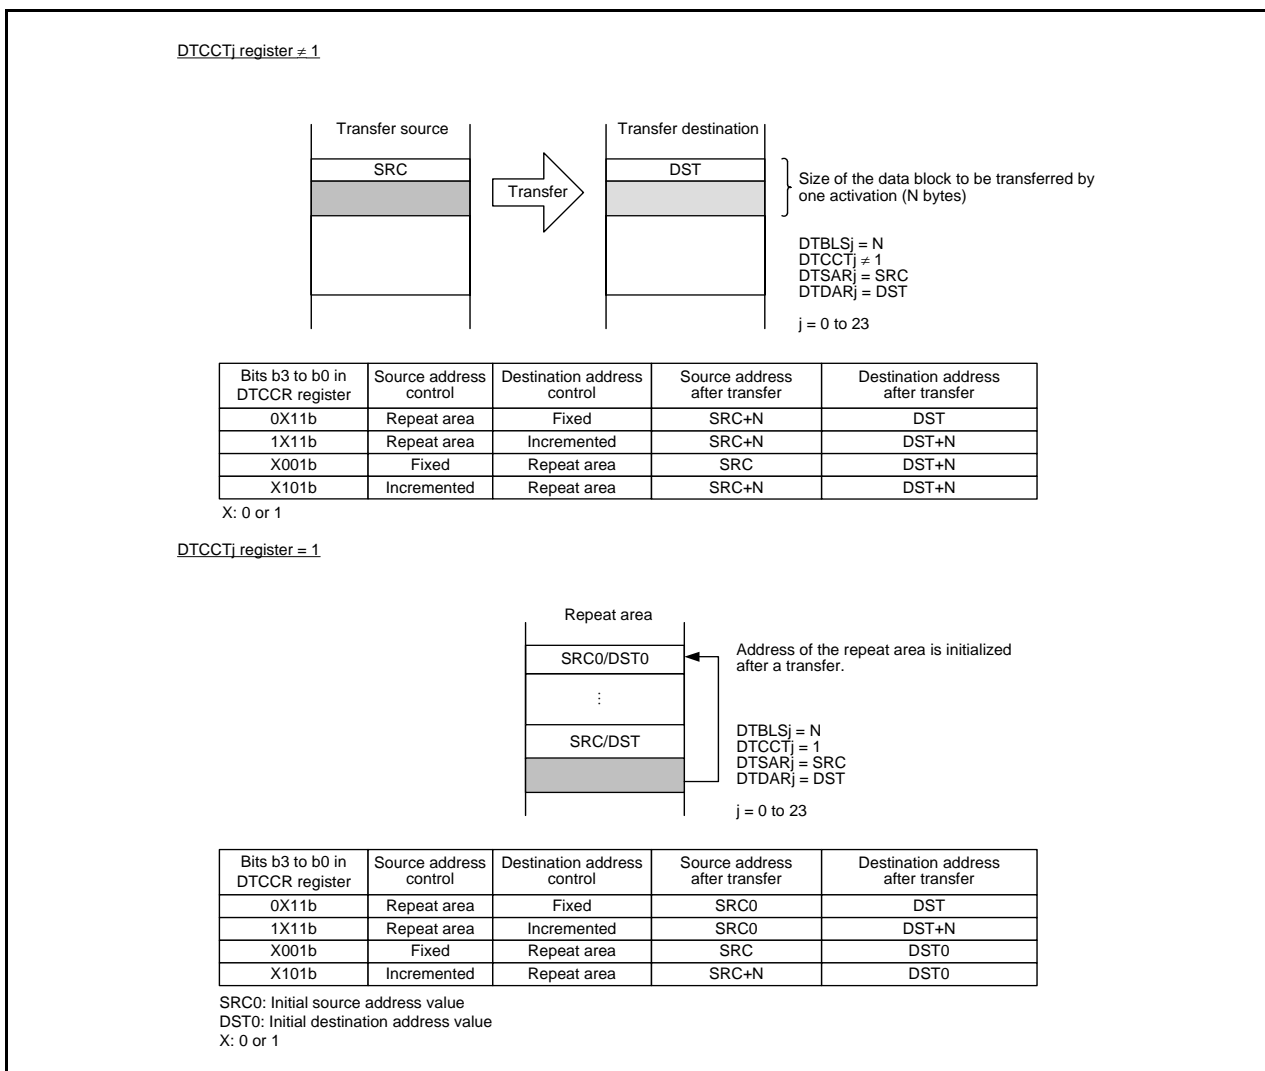 DTCCTj register ≠ 1
Transfer source
Transfer destination
SRC
DST
Transfer
Size of the data block to be transferred by
one activation (N bytes)
DTBLSj = N
DTCCTj ≠ 1
DTSARj = SRC
DTDARj = DST
j = 0 to 23
Bits b3 to b0 in DTCCR register | Source address control | Destination address control | Source address after transfer | Destination address after transfer
0X11b | Repeat area | Fixed | SRC+N | DST
1X11b | Repeat area | Incremented | SRC+N | DST+N
X001b | Fixed | Repeat area | SRC | DST+N
X101b | Incremented | Repeat area | SRC+N | DST+N
X: 0 or 1
DTCCTj register = 1
Repeat area
SRC0/DST0
⋮
SRC/DST
Address of the repeat area is initialized
after a transfer.
DTBLSj = N
DTCCTj = 1
DTSARj = SRC
DTDARj = DST
j = 0 to 23
Bits b3 to b0 in DTCCR register | Source address control | Destination address control | Source address after transfer | Destination address after transfer
0X11b | Repeat area | Fixed | SRC0 | DST
1X11b | Repeat area | Incremented | SRC0 | DST+N
X001b | Fixed | Repeat area | SRC | DST0
X101b | Incremented | Repeat area | SRC+N | DST0
SRC0: Initial source address value
DST0: Initial destination address value
X: 0 or 1